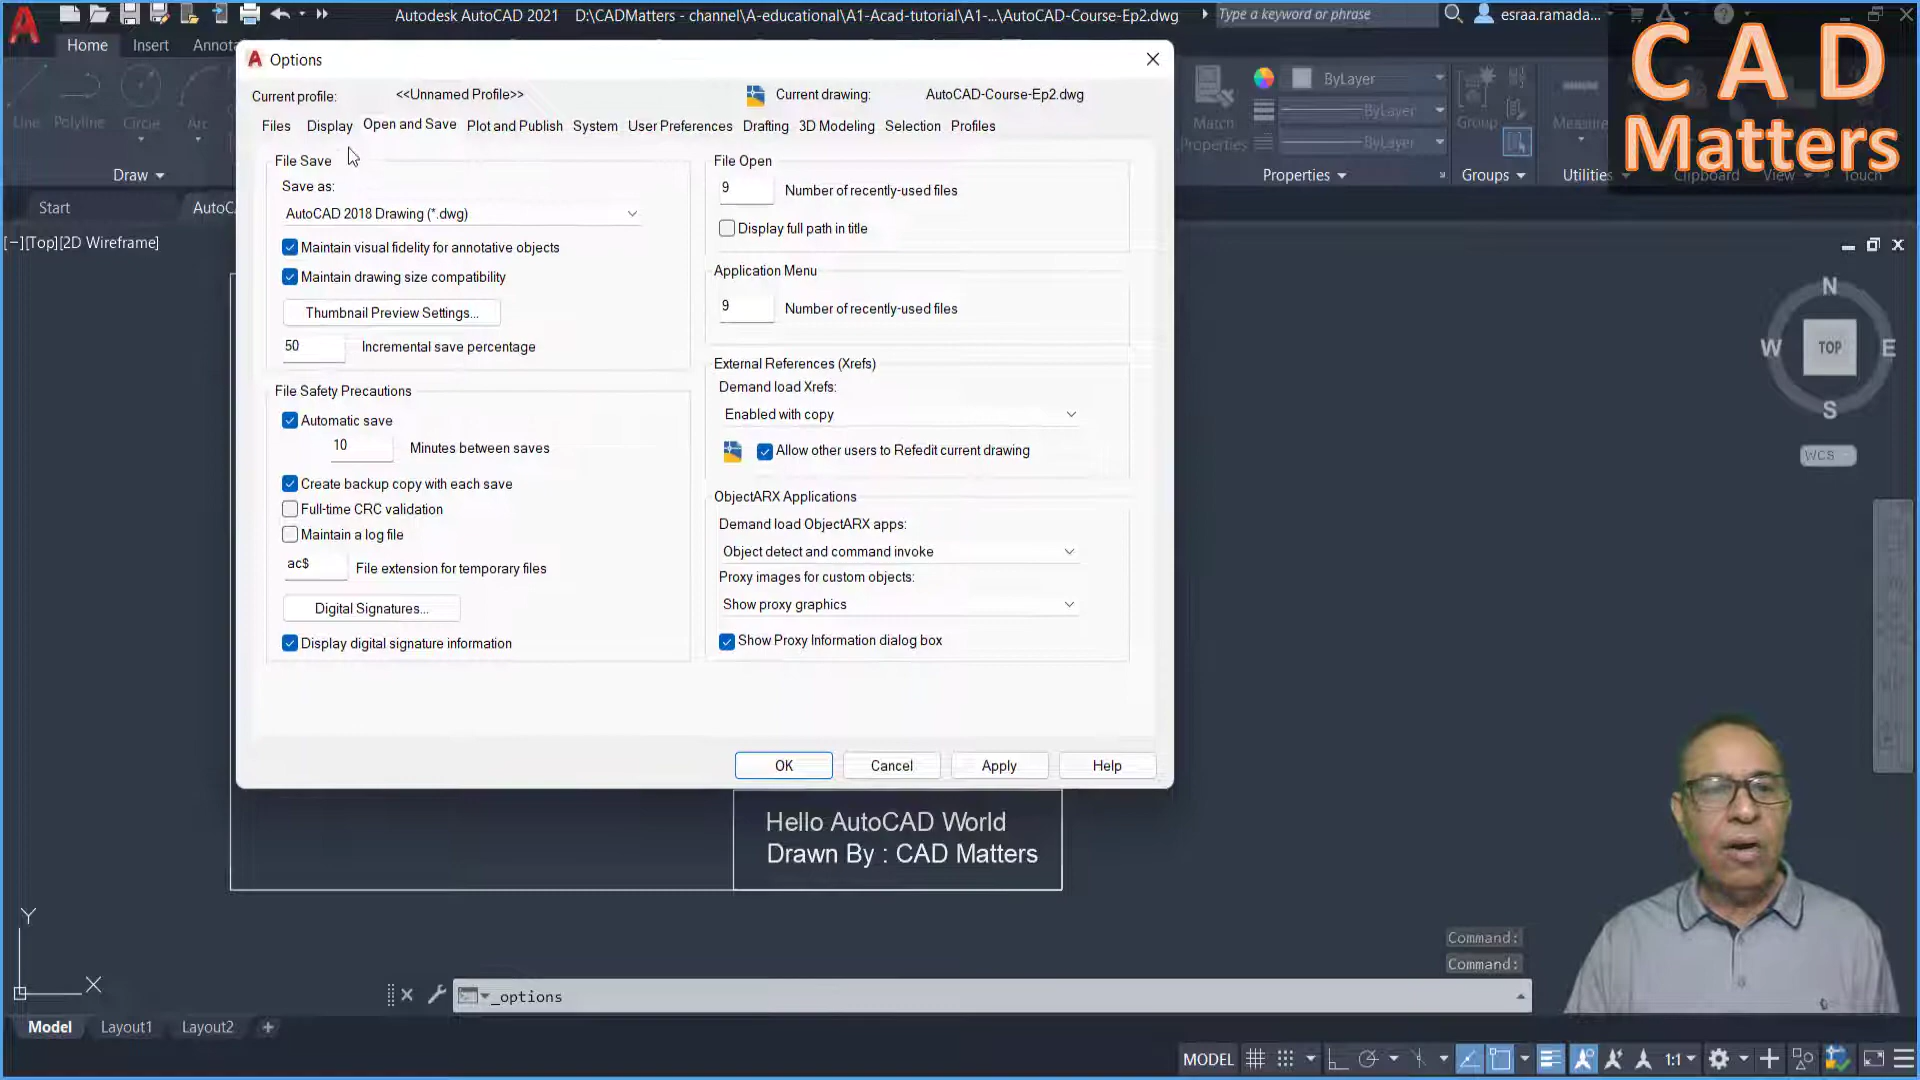 Autodesk AutoCAD 2021 D:\CADMatters - channel\A-educational\A1-Acad-tutorial\A1-...\AutoCAD-Course-Ep2.dwg
Type a keyword or phrase
esraa.ramada...
Home Insert
Line Polyline Circle Arc
Draw
Options
Current profile: <<Unnamed Profile>> Current drawing: AutoCAD-Course-Ep2.dwg
Files Display Open and Save Plot and Publish System User Preferences Drafting 3D Modeling Selection Profiles
File Save
Save as:
AutoCAD 2018 Drawing (*.dwg)
Maintain visual fidelity for annotative objects
Maintain drawing size compatibility
Thumbnail Preview Settings...
50 Incremental save percentage
File Safety Precautions
Automatic save
10 Minutes between saves
Create backup copy with each save
Full-time CRC validation
Maintain a log file
ac$ File extension for temporary files
Digital Signatures...
Display digital signature information
File Open
9 Number of recently-used files
Display full path in title
Application Menu
9 Number of recently-used files
External References (Xrefs)
Demand load Xrefs:
Enabled with copy
Allow other users to Refedit current drawing
ObjectARX Applications
Demand load ObjectARX apps:
Object detect and command invoke
Proxy images for custom objects:
Show proxy graphics
Show Proxy Information dialog box
OK Cancel Apply Help
Match Properties
ByLayer
ByLayer
ByLayer
Group
Measure
Properties Groups Utilities Clipboard View Touch
CAD
Matters
Start
[−][Top][2D Wireframe]
N
W TOP E
S
WCS
Hello AutoCAD World
Drawn By : CAD Matters
Y
X
Command:
Command:
_options
Model Layout1 Layout2 +
MODEL 1:1